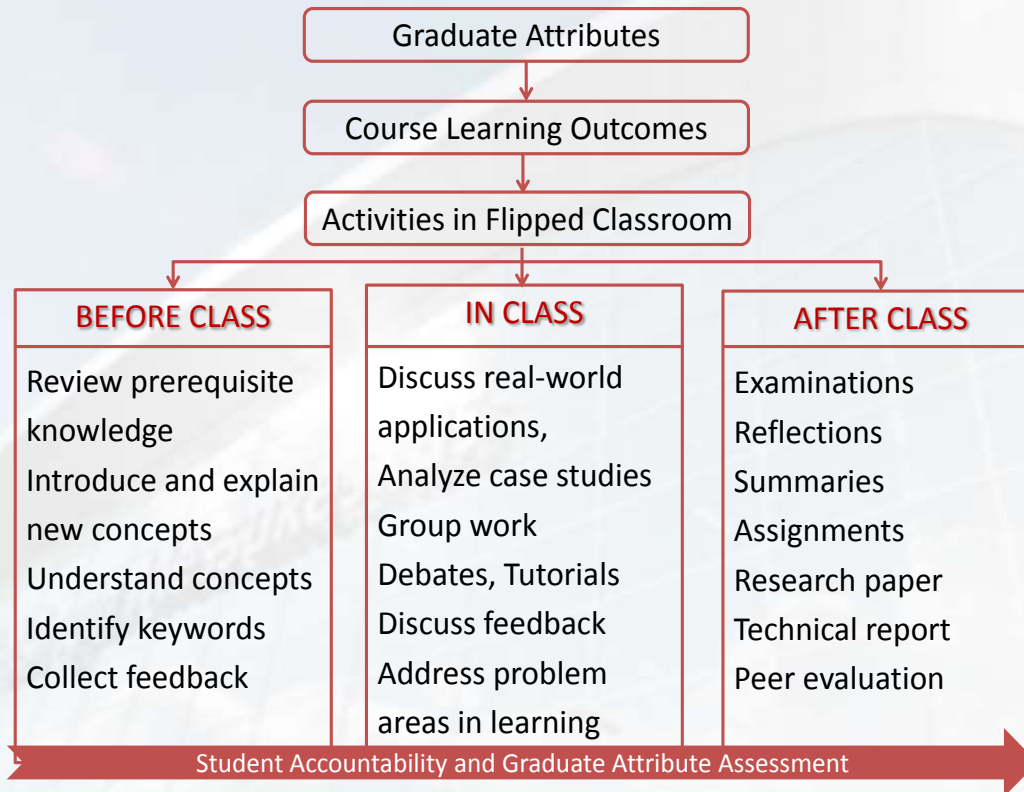 Graduate Attributes
Course Learning Outcomes
Activities in Flipped Classroom
BEFORE CLASS
Review prerequisite
knowledge
Introduce and explain
new concepts
Understand concepts
Identify keywords
Collect feedback
IN CLASS
Discuss real-world
applications,
Analyze case studies
Group work
Debates, Tutorials
Discuss feedback
Address problem
areas in learning
AFTER CLASS
Examinations
Reflections
Summaries
Assignments
Research paper
Technical report
Peer evaluation
Student Accountability and Graduate Attribute Assessment